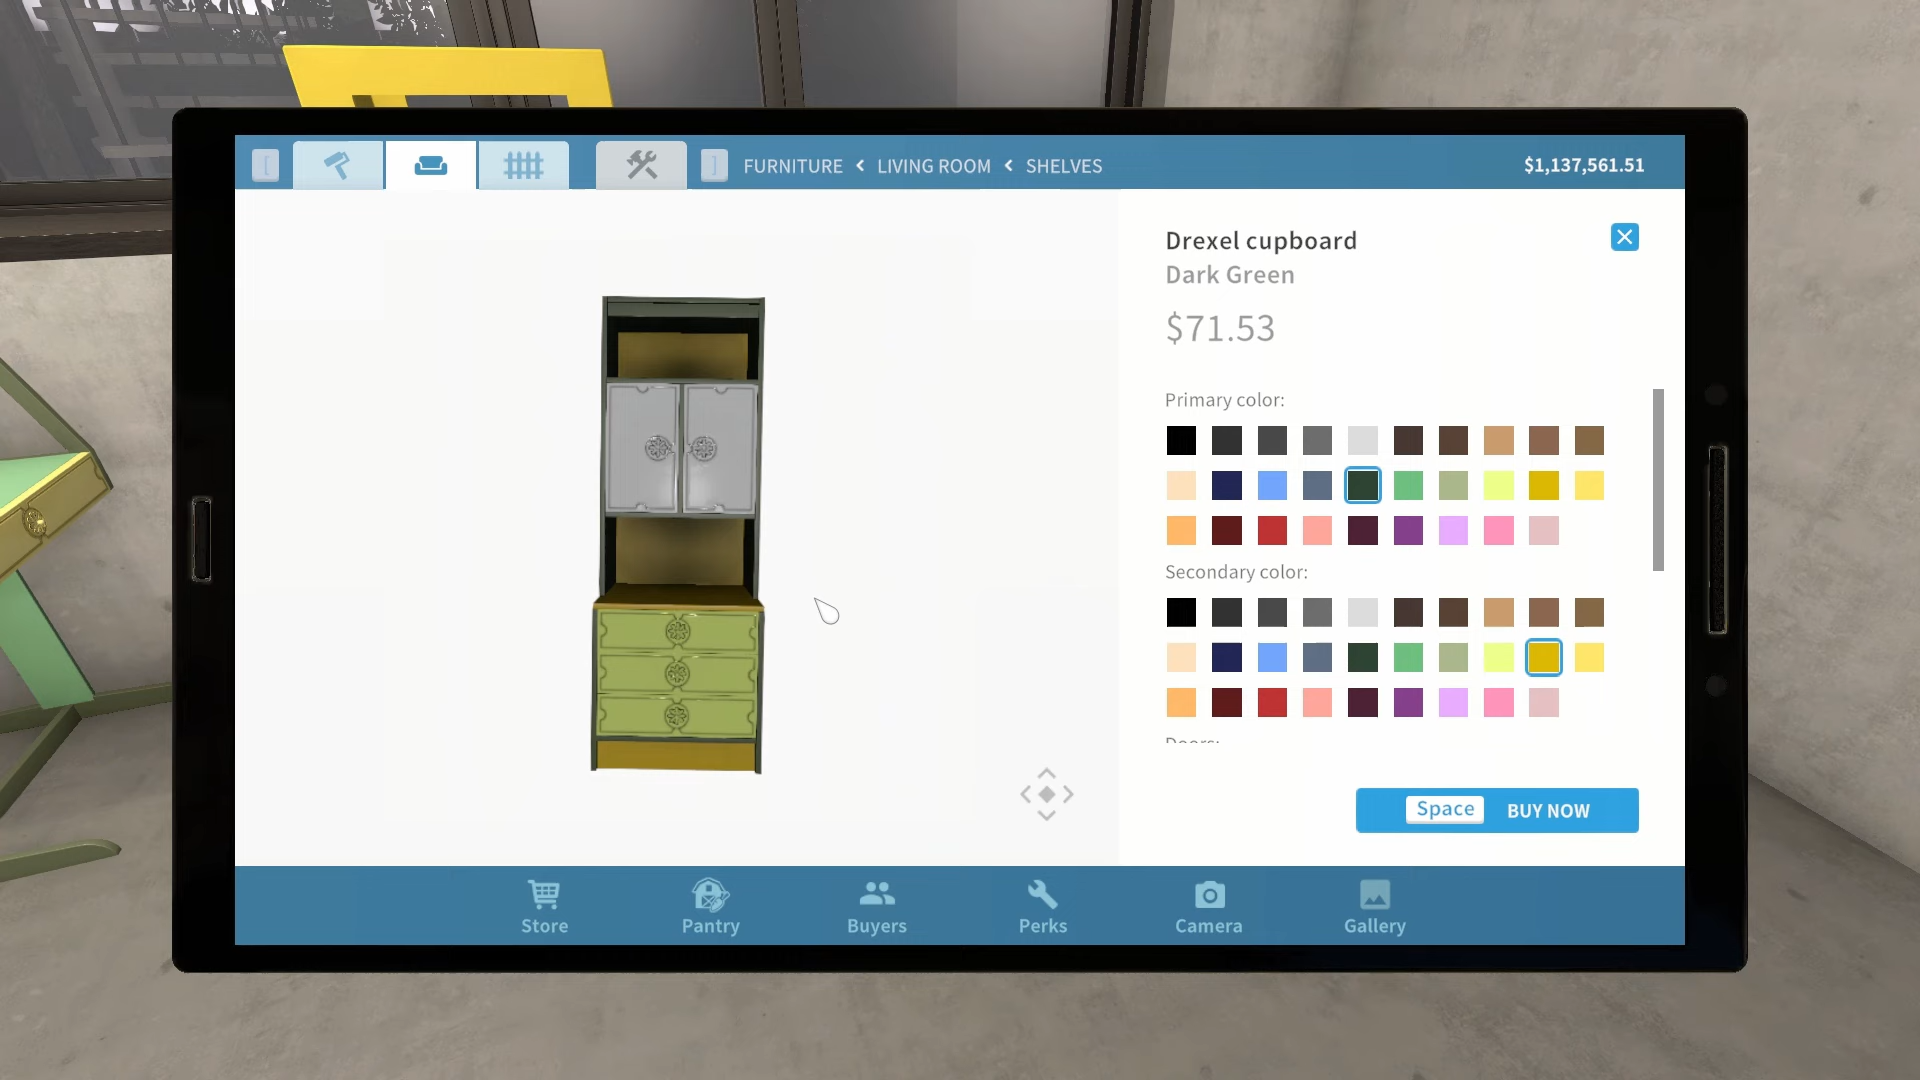 [
]
FURNITURE < LIVING ROOM < SHELVES
$1,137,561.51
Drexel cupboard
Dark Green
$71.53
Primary color:
Secondary color:
Doors:
Space BUY NOW
Store
Pantry
Buyers
Perks
Camera
Gallery